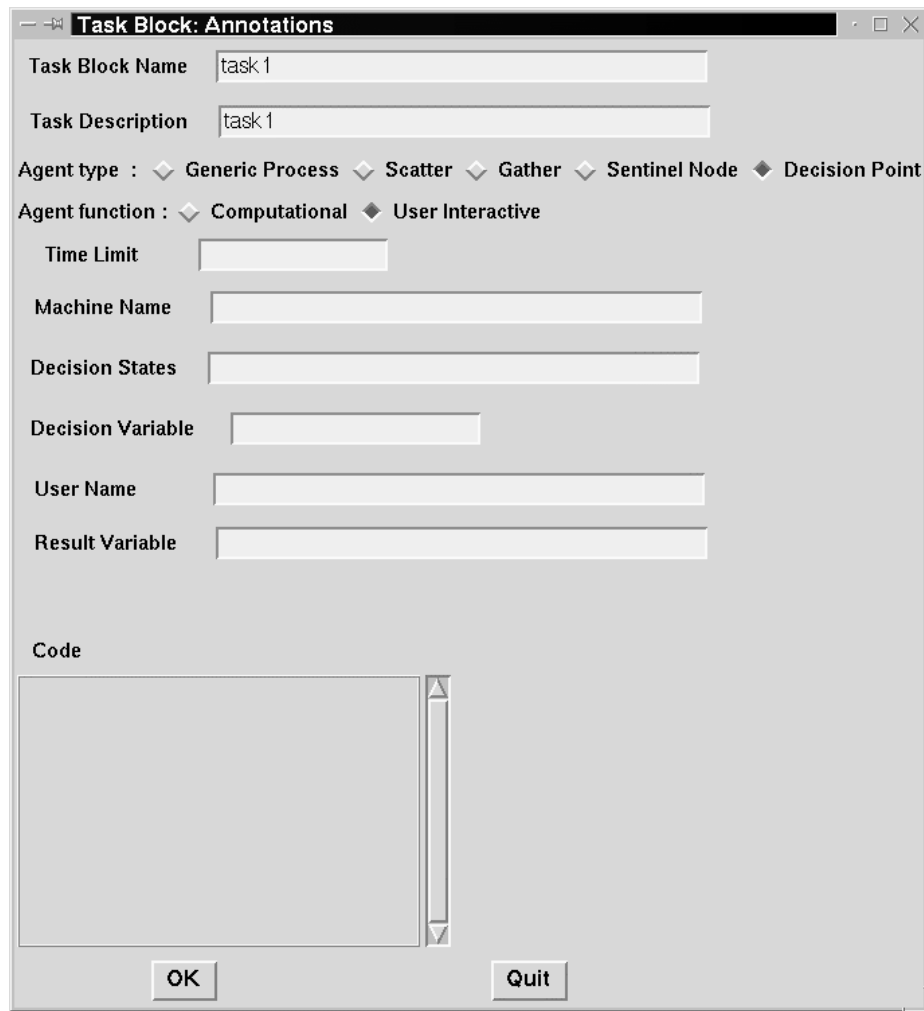 Task Block: Annotations
Task Block Name task1
Task Description task1
Agent type : Generic Process Scatter Gather Sentinel Node Decision Point
Agent function : Computational User Interactive
Time Limit
Machine Name
Decision States
Decision Variable
User Name
Result Variable
Code
OK Quit